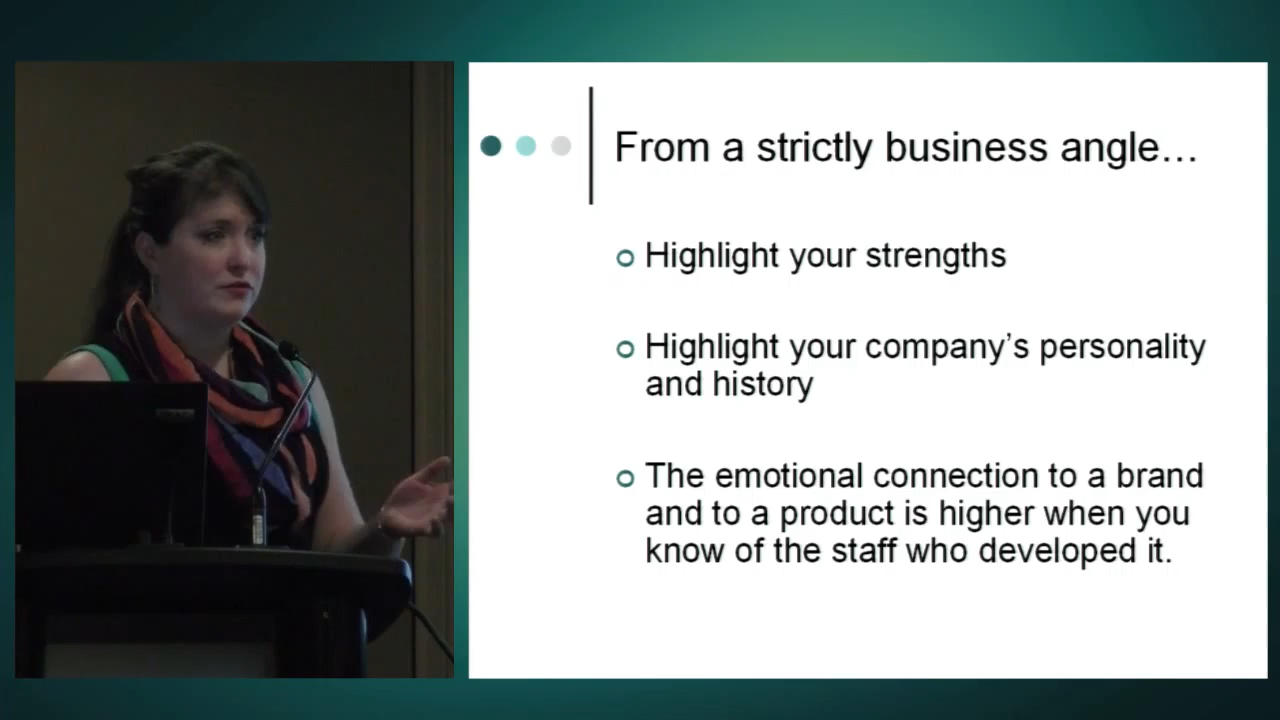 From a strictly business angle…
Highlight your strengths
Highlight your company’s personality
and history
The emotional connection to a brand
and to a product is higher when you
know of the staff who developed it.